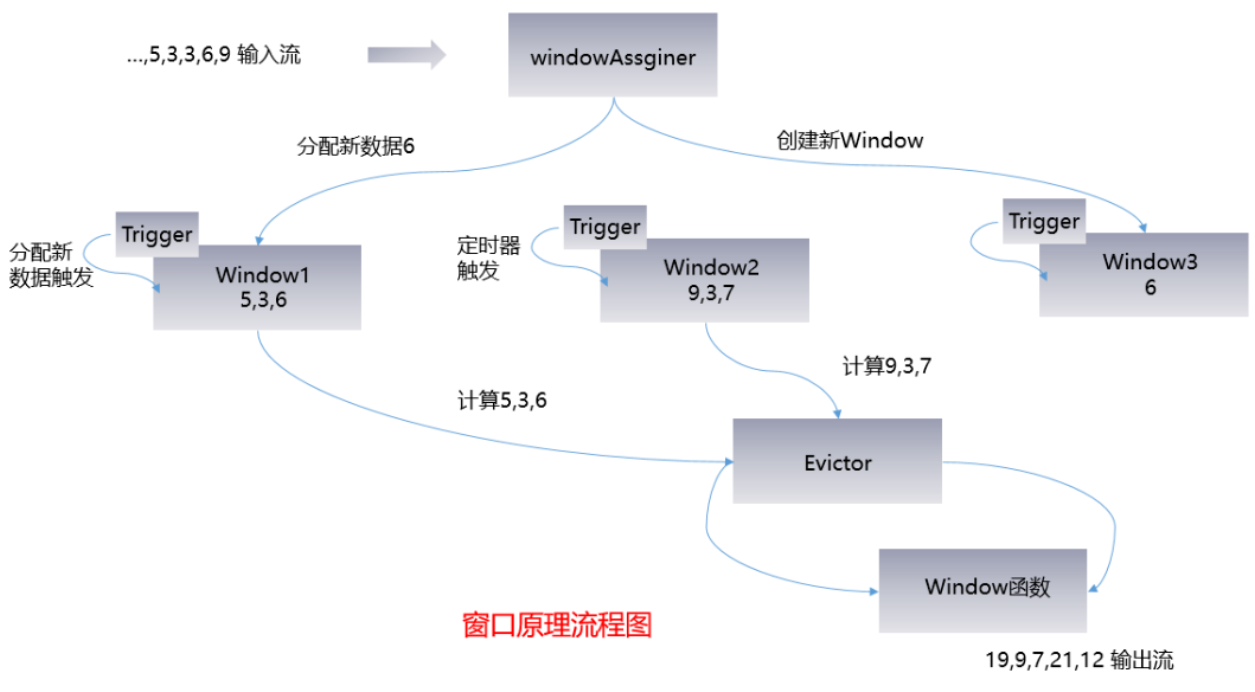 ...,5,3,3,6,9 输入流
windowAssginer
分配新数据6
创建新Window
Trigger
分配新
数据触发
Window1
5,3,6
Trigger
定时器
触发
Window2
9,3,7
Trigger
Window3
6
计算5,3,6
计算9,3,7
Evictor
Window函数
窗口原理流程图
19,9,7,21,12 输出流